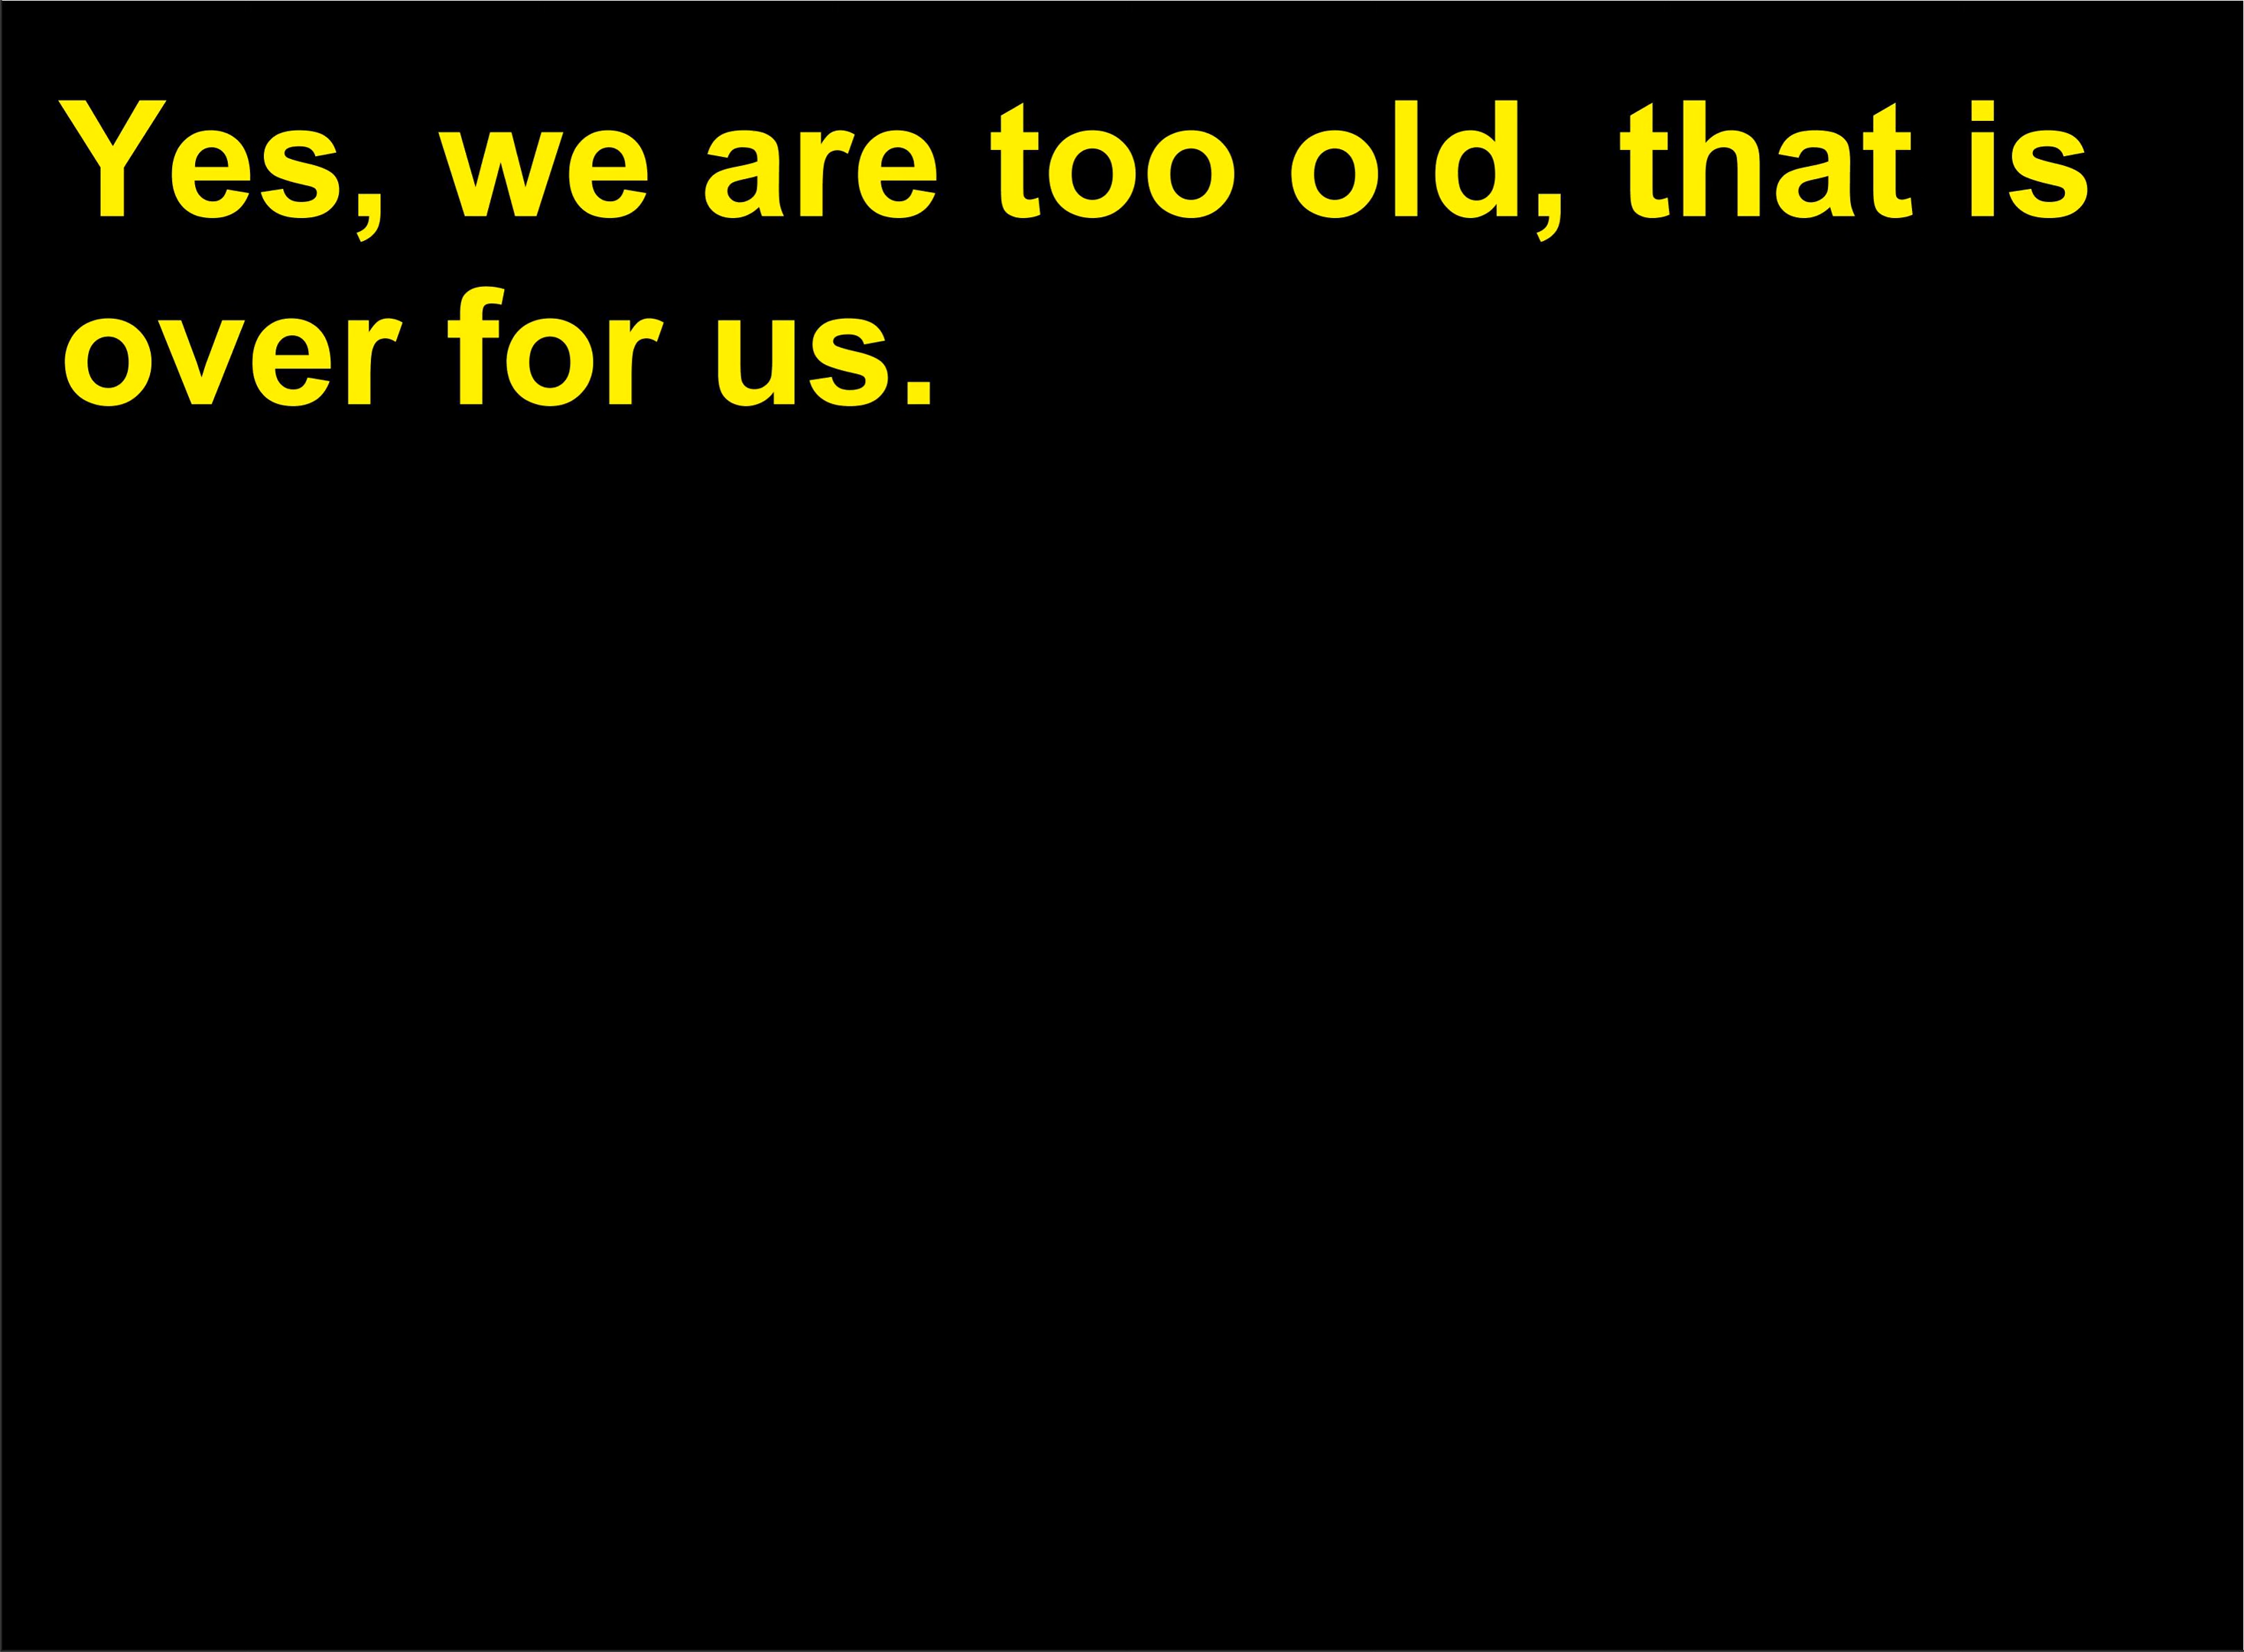 Yes, we are too old, that is
over for us.